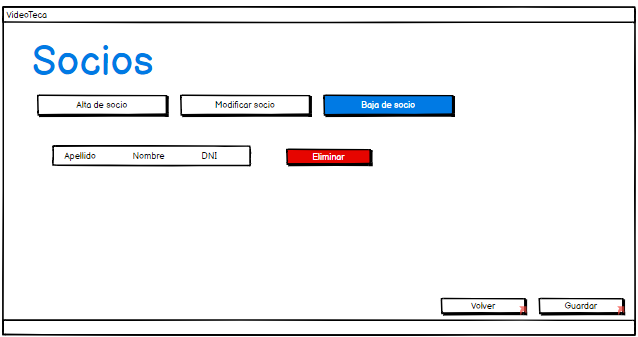 VideoTeca
Socios
Alta de socio Modificar socio Baja de socio
Apellido Nombre DNI Eliminar
Volver Guardar